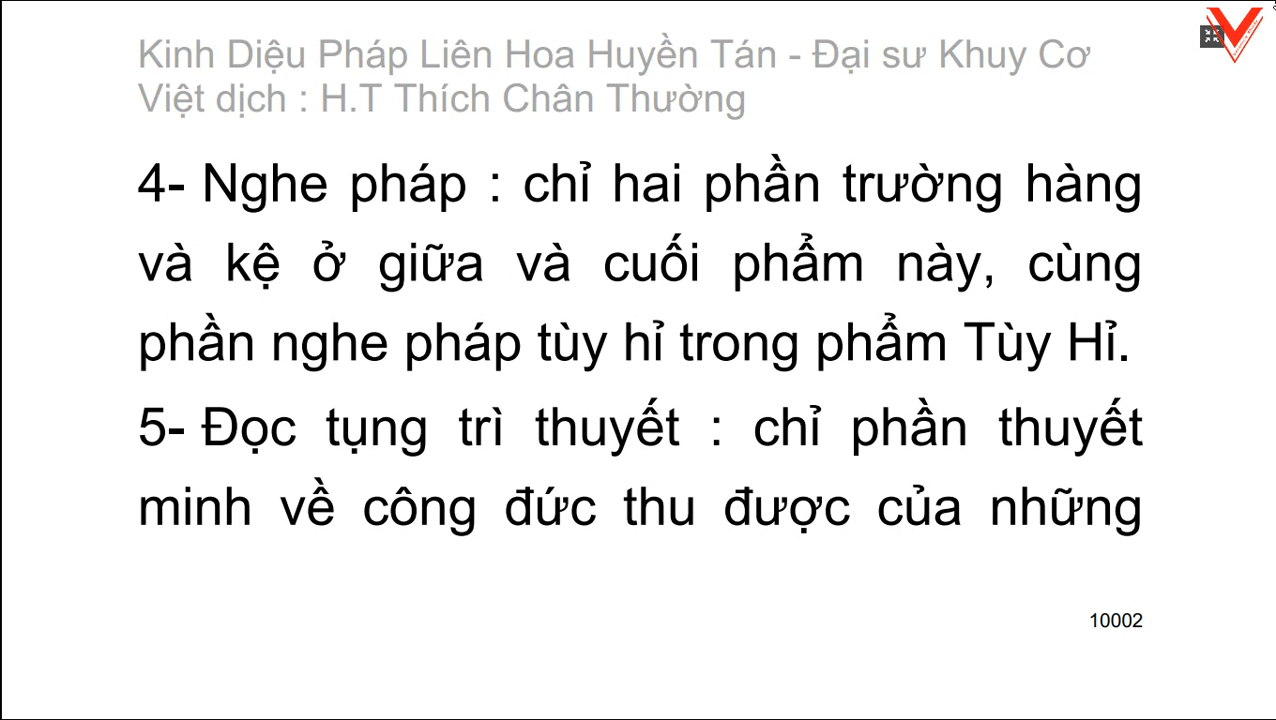 Kinh Diệu Pháp Liên Hoa Huyền Tán - Đại sư Khuy Cơ
Việt dịch : H.T Thích Chân Thường
4- Nghe pháp : chỉ hai phần trường hàng
và kệ ở giữa và cuối phẩm này, cùng
phần nghe pháp tùy hỉ trong phẩm Tùy Hỉ.
5- Đọc tụng trì thuyết : chỉ phần thuyết
minh về công đức thu được của những
10002